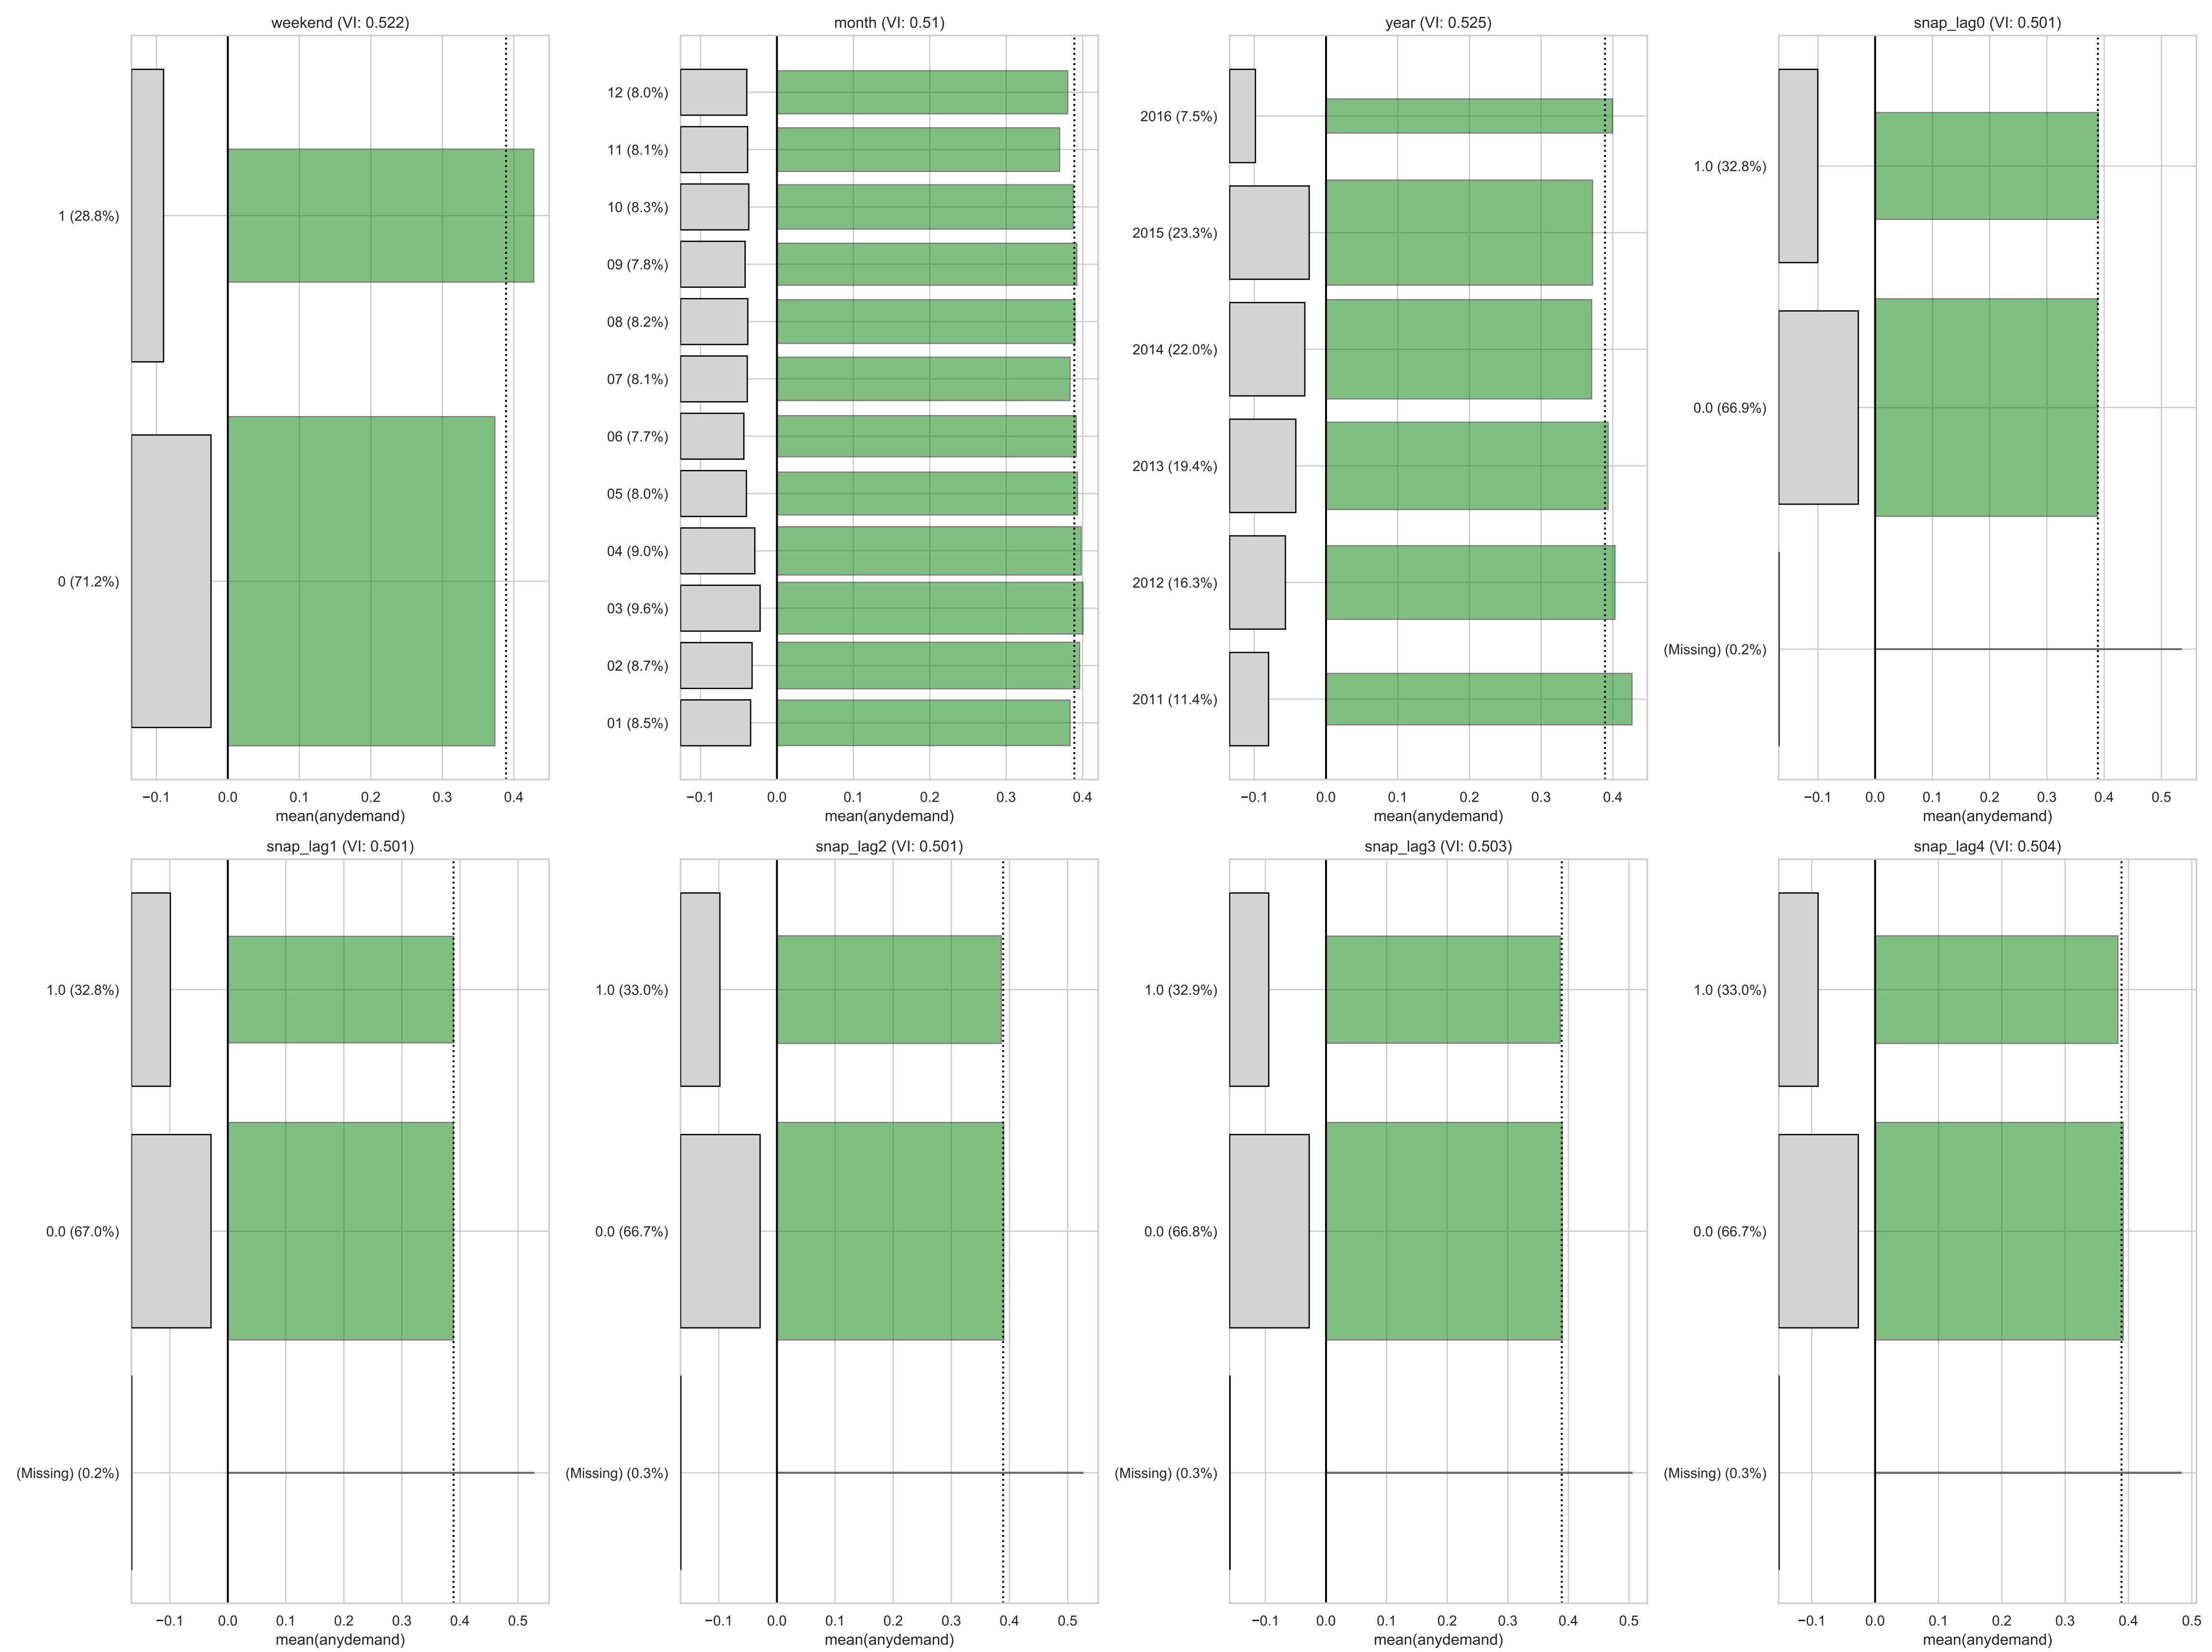 weekend (VI: 0.522)
1 (28.8%)
0 (71.2%)
−0.1 0.0 0.1 0.2 0.3 0.4
mean(anydemand)
month (VI: 0.51)
12 (8.0%)
11 (8.1%)
10 (8.3%)
09 (7.8%)
08 (8.2%)
07 (8.1%)
06 (7.7%)
05 (8.0%)
04 (9.0%)
03 (9.6%)
02 (8.7%)
01 (8.5%)
−0.1 0.0 0.1 0.2 0.3 0.4
mean(anydemand)
year (VI: 0.525)
2016 (7.5%)
2015 (23.3%)
2014 (22.0%)
2013 (19.4%)
2012 (16.3%)
2011 (11.4%)
−0.1 0.0 0.1 0.2 0.3 0.4
mean(anydemand)
snap_lag0 (VI: 0.501)
1.0 (32.8%)
0.0 (66.9%)
(Missing) (0.2%)
−0.1 0.0 0.1 0.2 0.3 0.4 0.5
mean(anydemand)
snap_lag1 (VI: 0.501)
1.0 (32.8%)
0.0 (67.0%)
(Missing) (0.2%)
−0.1 0.0 0.1 0.2 0.3 0.4 0.5
mean(anydemand)
snap_lag2 (VI: 0.501)
1.0 (33.0%)
0.0 (66.7%)
(Missing) (0.3%)
−0.1 0.0 0.1 0.2 0.3 0.4 0.5
mean(anydemand)
snap_lag3 (VI: 0.503)
1.0 (32.9%)
0.0 (66.8%)
(Missing) (0.3%)
−0.1 0.0 0.1 0.2 0.3 0.4 0.5
mean(anydemand)
snap_lag4 (VI: 0.504)
1.0 (33.0%)
0.0 (66.7%)
(Missing) (0.3%)
−0.1 0.0 0.1 0.2 0.3 0.4 0.5
mean(anydemand)